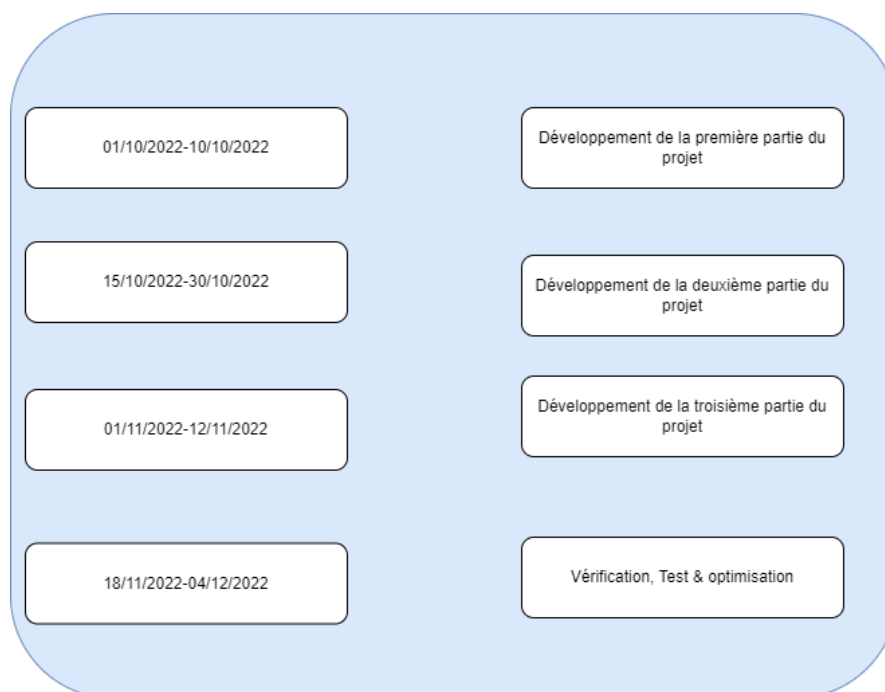 01/10/2022-10/10/2022
Développement de la première partie du
projet
15/10/2022-30/10/2022
Développement de la deuxième partie du
projet
01/11/2022-12/11/2022
Développement de la troisième partie du
projet
18/11/2022-04/12/2022
Vérification, Test & optimisation